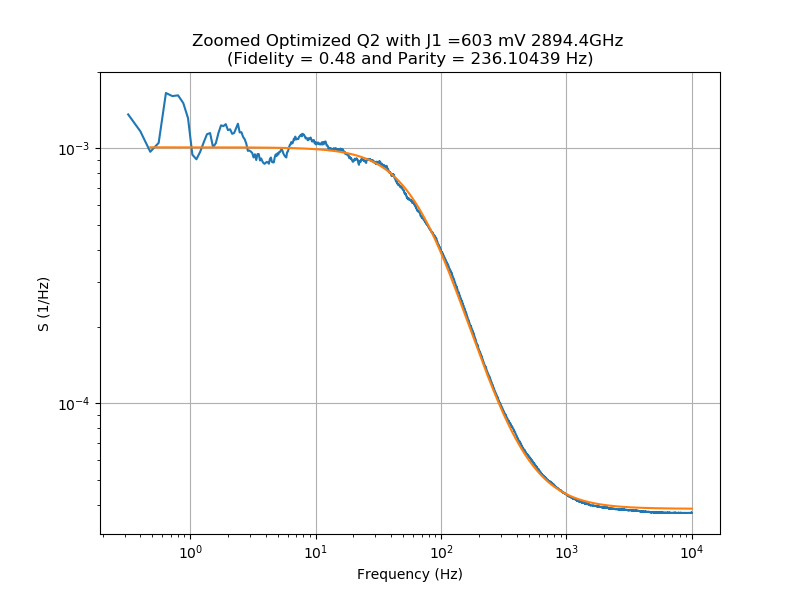 Zoomed Optimized Q2 with J1 =603 mV 2894.4GHz
(Fidelity = 0.48 and Parity = 236.10439 Hz)
10⁻³
10⁻⁴
S (1/Hz)
10⁰ 10¹ 10² 10³ 10⁴
Frequency (Hz)